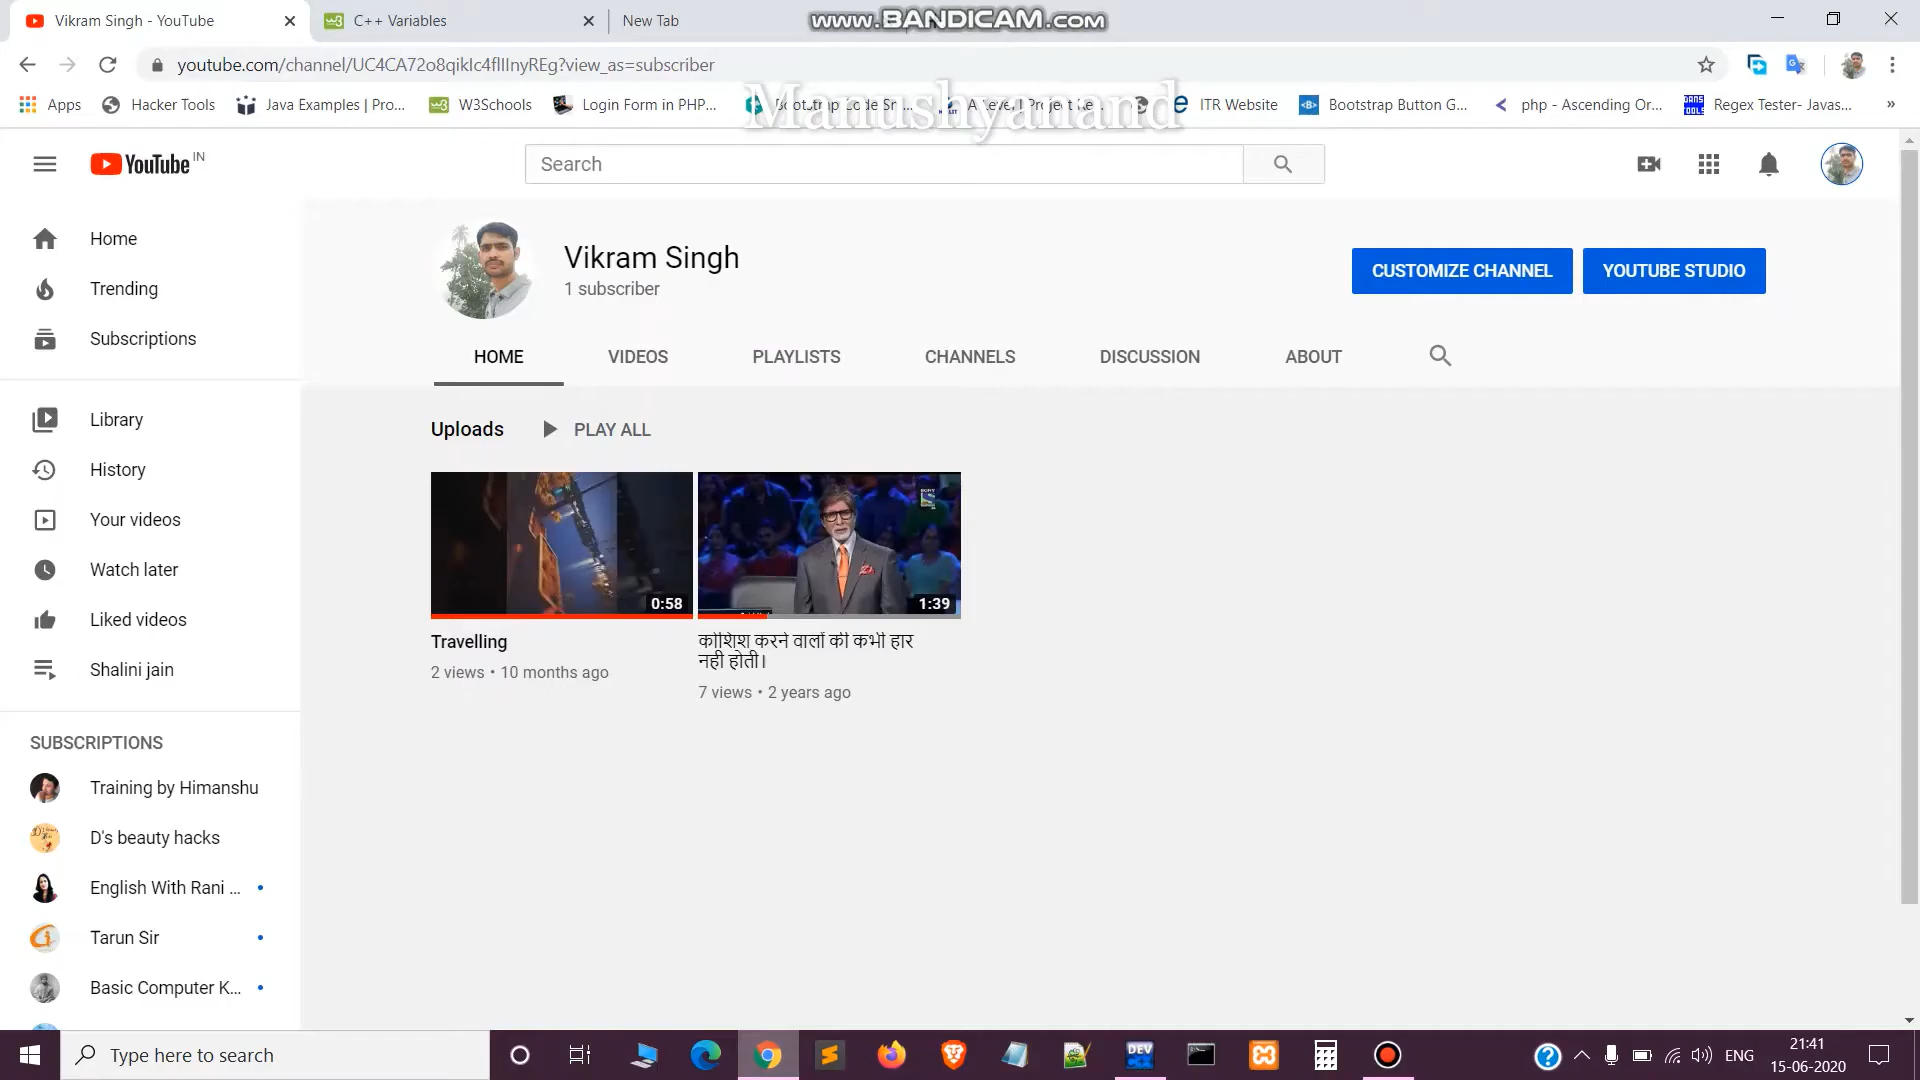 Vikram Singh - YouTube
C++ Variables
New Tab
www.BANDICAM.com
youtube.com/channel/UC4CA72o8qikIc4flIInyREg?view_as=subscriber
Apps
Hacker Tools
Java Examples | Pro...
W3Schools
Login Form in PHP...
ITR Website
Bootstrap Button G...
php - Ascending Or...
Regex Tester- Javas...
»
Manushyanand
YouTube IN
Search
Home
Trending
Subscriptions
Library
History
Your videos
Watch later
Liked videos
Shalini jain
SUBSCRIPTIONS
Training by Himanshu
D's beauty hacks
English With Rani ...
Tarun Sir
Basic Computer K...
Vikram Singh
1 subscriber
CUSTOMIZE CHANNEL
YOUTUBE STUDIO
HOME
VIDEOS
PLAYLISTS
CHANNELS
DISCUSSION
ABOUT
Uploads
PLAY ALL
0:58
Travelling
2 views • 10 months ago
1:39
कोशिश करने वालों की कभी हार
नही होती।
7 views • 2 years ago
Type here to search
DEV
ENG
21:41
15-06-2020